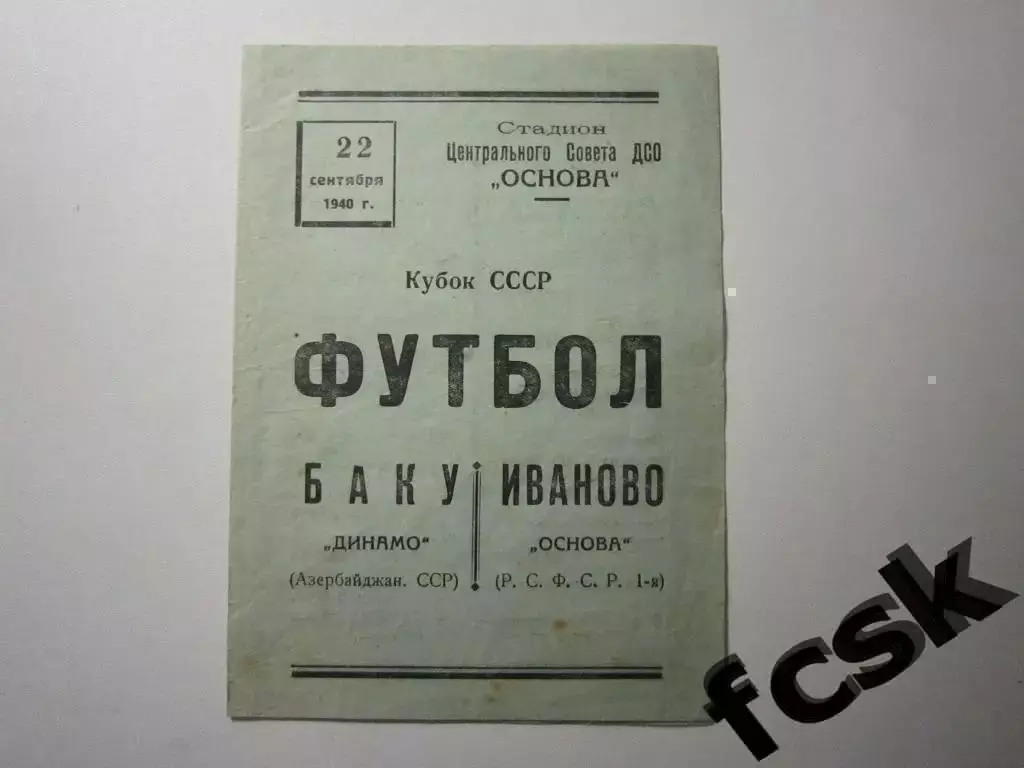 22
сентября
1940 г.
Стадион
Центрального Совета ДСО
„ОСНОВА“
Кубок СССР
ФУТБОЛ
БАКУ
„ДИНАМО“
(Азербайджан. ССР)
ИВАНОВО
„ОСНОВА“
(Р. С. Ф. С. Р. 1-я)
fcsk